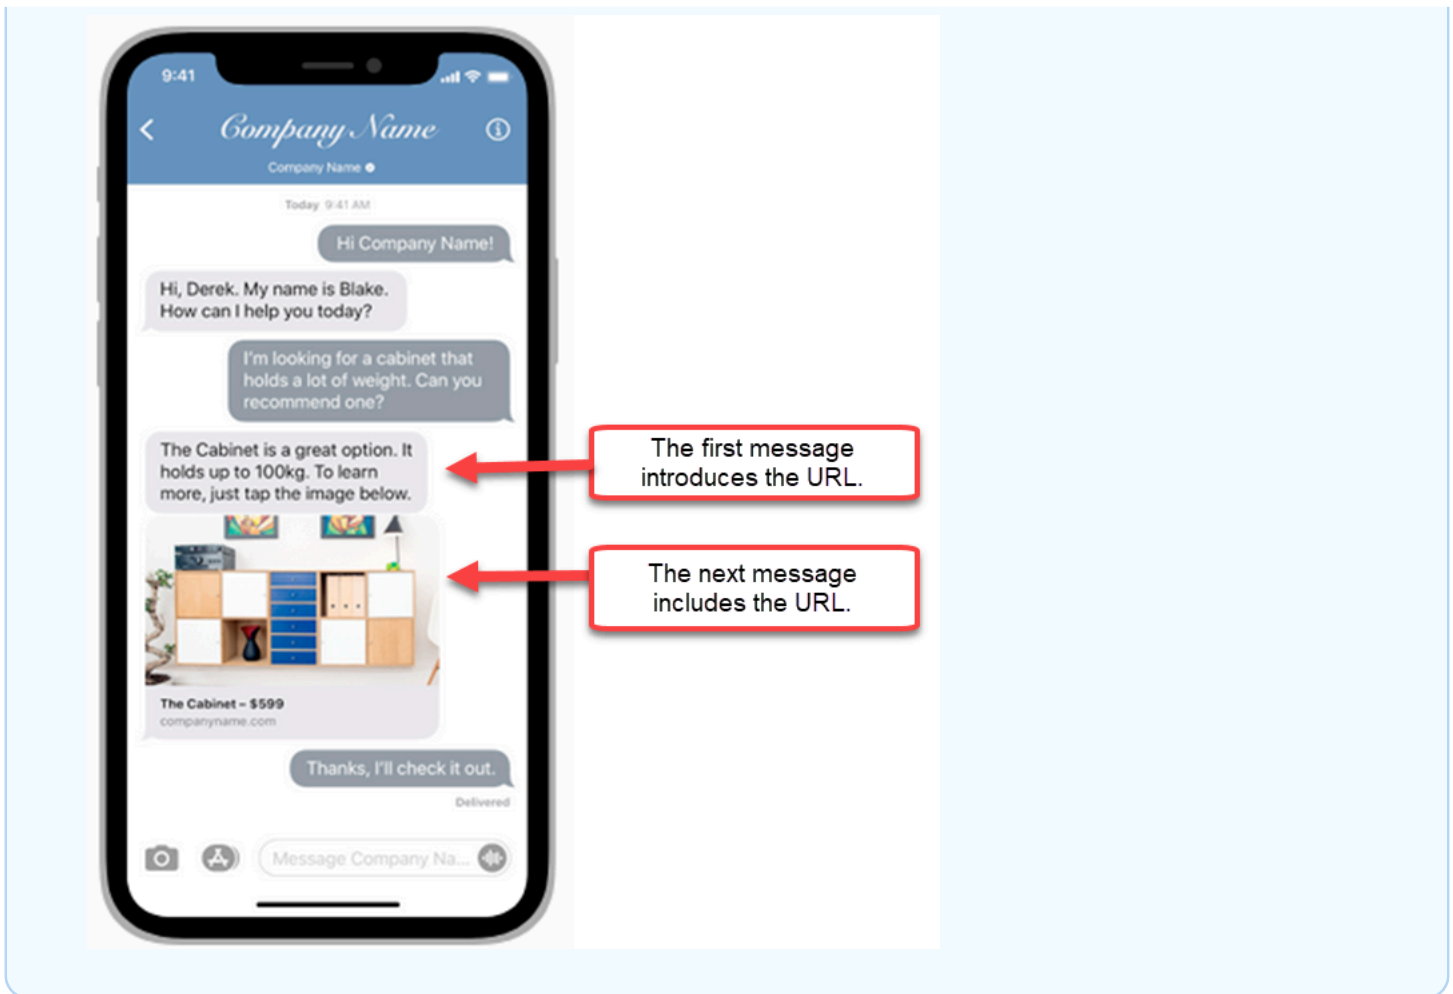 9:41
Company Name
Company Name
Today 9:41 AM
Hi Company Name!
Hi, Derek. My name is Blake.
How can I help you today?
I'm looking for a cabinet that
holds a lot of weight. Can you
recommend one?
The Cabinet is a great option. It
holds up to 100kg. To learn
more, just tap the image below.
The first message
introduces the URL.
The next message
includes the URL.
The Cabinet – $599
companyname.com
Thanks, I'll check it out.
Delivered
Message Company Na...